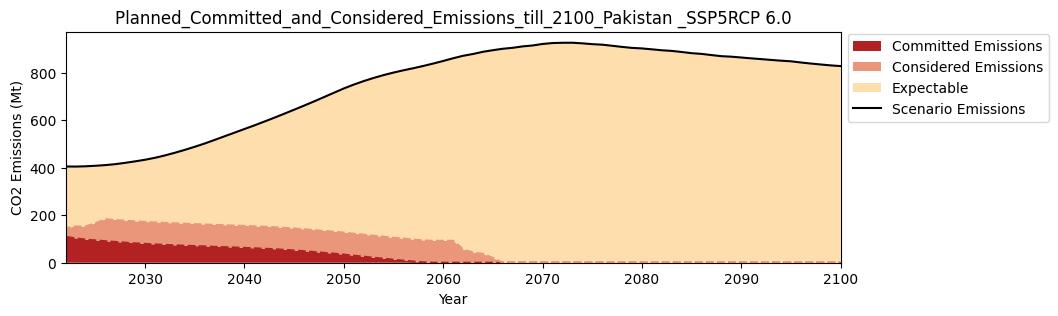 Planned_Committed_and_Considered_Emissions_till_2100_Pakistan _SSP5RCP 6.0
Committed Emissions
Considered Emissions
Expectable
Scenario Emissions
CO2 Emissions (Mt)
800
600
400
200
0
2030 2040 2050 2060 2070 2080 2090 2100
Year